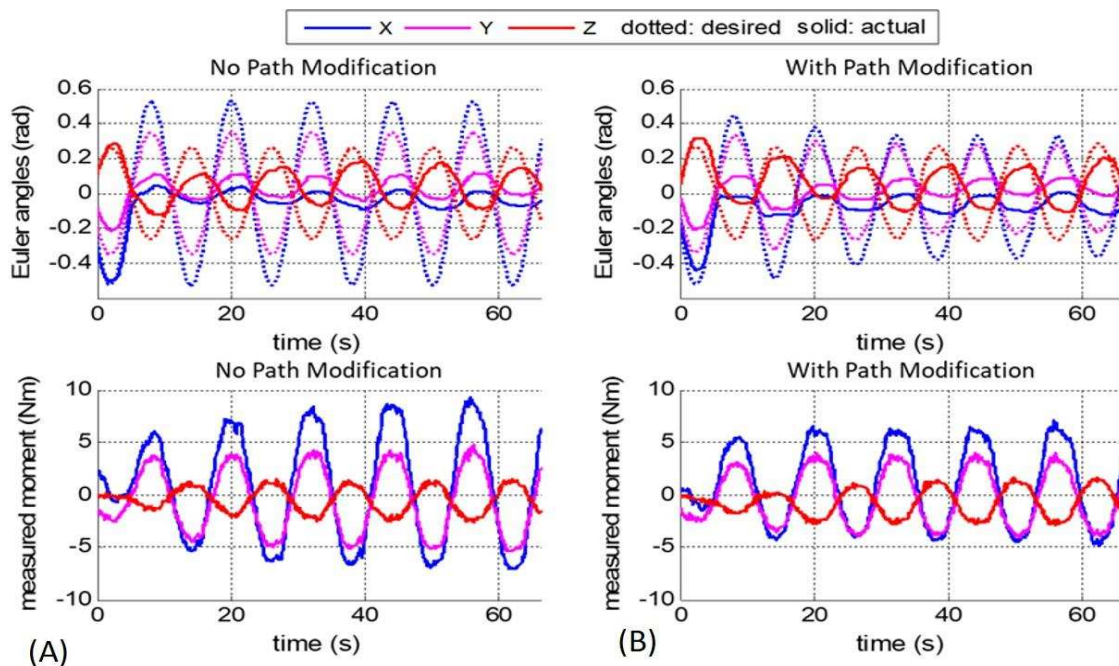 X Y Z dotted: desired solid: actual
No Path Modification
With Path Modification
Euler angles (rad)
0.6
0.4
0.2
0
-0.2
-0.4
0 20 40 60
time (s)
Euler angles (rad)
0.6
0.4
0.2
0
-0.2
-0.4
0 20 40 60
time (s)
No Path Modification
With Path Modification
measured moment (Nm)
10
5
0
-5
-10
0 20 40 60
time (s)
measured moment (Nm)
10
5
0
-5
-10
0 20 40 60
time (s)
(A)
(B)